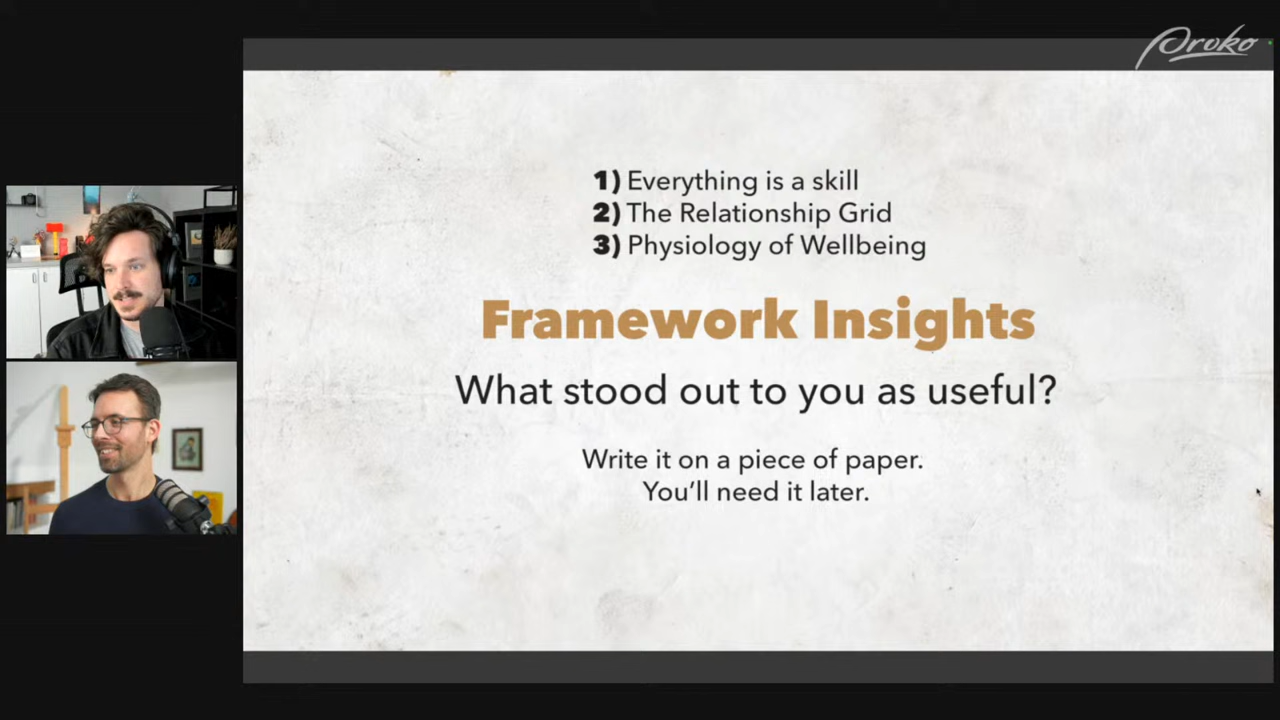 Proko
1) Everything is a skill
2) The Relationship Grid
3) Physiology of Wellbeing
Framework Insights
What stood out to you as useful?
Write it on a piece of paper.
You'll need it later.